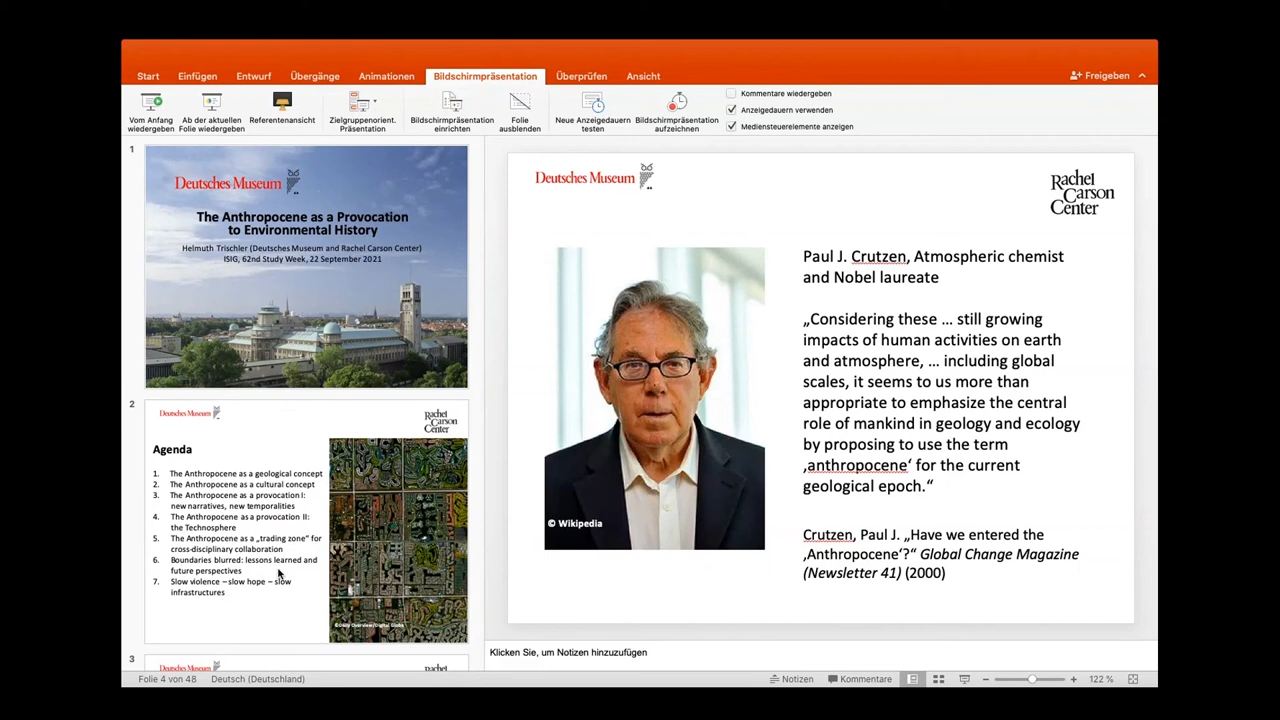 Start Einfügen Entwurf Übergänge Animationen Bildschirmpräsentation Überprüfen Ansicht Freigeben
Vom Anfang wiedergeben
Ab der aktuellen Folie wiedergeben
Referentenansicht
Zielgruppenorient. Präsentation
Bildschirmpräsentation einrichten
Folie ausblenden
Neue Anzeigedauern testen
Bildschirmpräsentation aufzeichnen
Kommentare wiedergeben
Anzeigedauern verwenden
Mediensteuerelemente anzeigen
1
Deutsches Museum
The Anthropocene as a Provocation
to Environmental History
Helmuth Trischler (Deutsches Museum and Rachel Carson Center)
ISIG, 62nd Study Week, 22 September 2021
2
Deutsches Museum
Rachel
Carson
Center
Agenda
1. The Anthropocene as a geological concept
2. The Anthropocene as a cultural concept
3. The Anthropocene as a provocation I:
new narratives, new temporalities
4. The Anthropocene as a provocation II:
the Technosphere
5. The Anthropocene as a „trading zone“ for
cross-disciplinary collaboration
6. Boundaries blurred: lessons learned and
future perspectives
7. Slow violence – slow hope – slow
infrastructures
3
Deutsches Museum
Rachel
Deutsches Museum
Rachel
Carson
Center
© Wikipedia
Paul J. Crutzen, Atmospheric chemist
and Nobel laureate
„Considering these … still growing
impacts of human activities on earth
and atmosphere, … including global
scales, it seems to us more than
appropriate to emphasize the central
role of mankind in geology and ecology
by proposing to use the term
‚anthropocene‘ for the current
geological epoch.“
Crutzen, Paul J. „Have we entered the
‚Anthropocene‘?“ Global Change Magazine
(Newsletter 41) (2000)
Klicken Sie, um Notizen hinzuzufügen
Folie 4 von 48 Deutsch (Deutschland) Notizen Kommentare 122 %